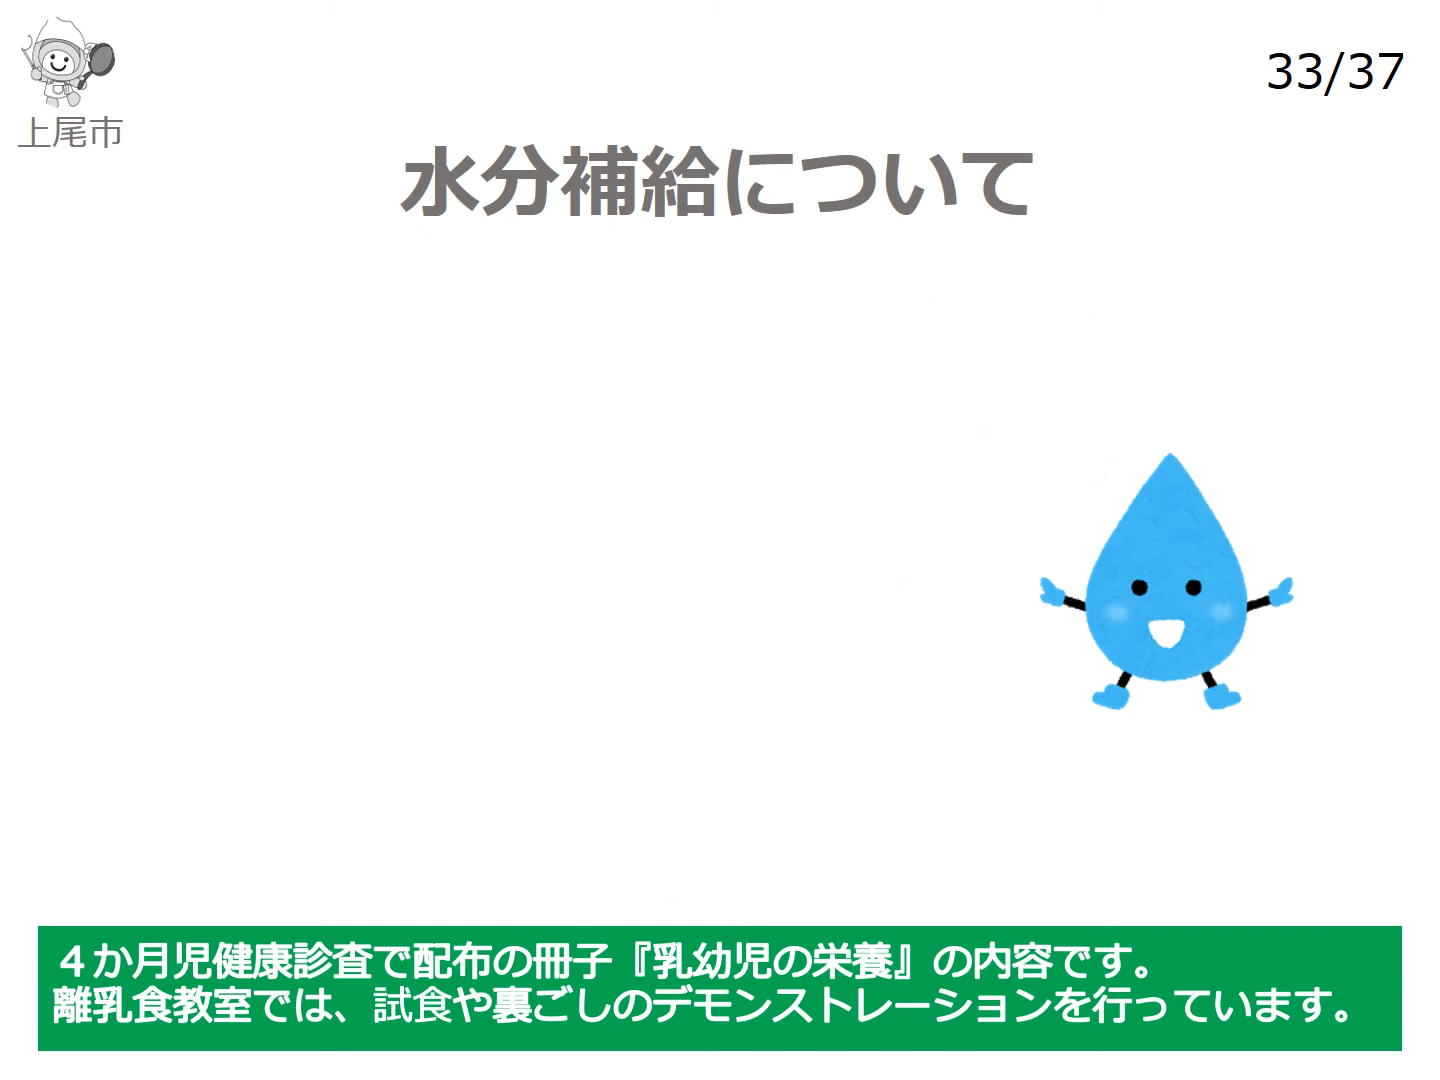 上尾市
33/37
水分補給について
４か月児健康診査で配布の冊子『乳幼児の栄養』の内容です。
離乳食教室では、試食や裏ごしのデモンストレーションを行っています。